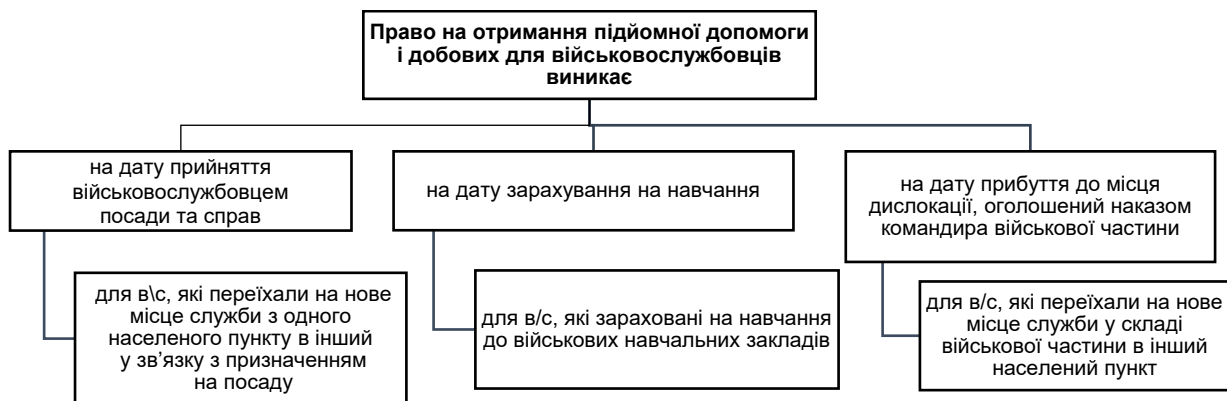 Право на отримання підйомної допомоги
і добових для військовослужбовців
виникає
на дату прийняття
військовослужбовцем
посади та справ
для в\с, які переїхали на нове
місце служби з одного
населеного пункту в інший
у зв’язку з призначенням
на посаду
на дату зарахування на навчання
для в/с, які зараховані на навчання
до військових навчальних закладів
на дату прибуття до місця
дислокації, оголошений наказом
командира військової частини
для в/с, які переїхали на нове
місце служби у складі
військової частини в інший
населений пункт